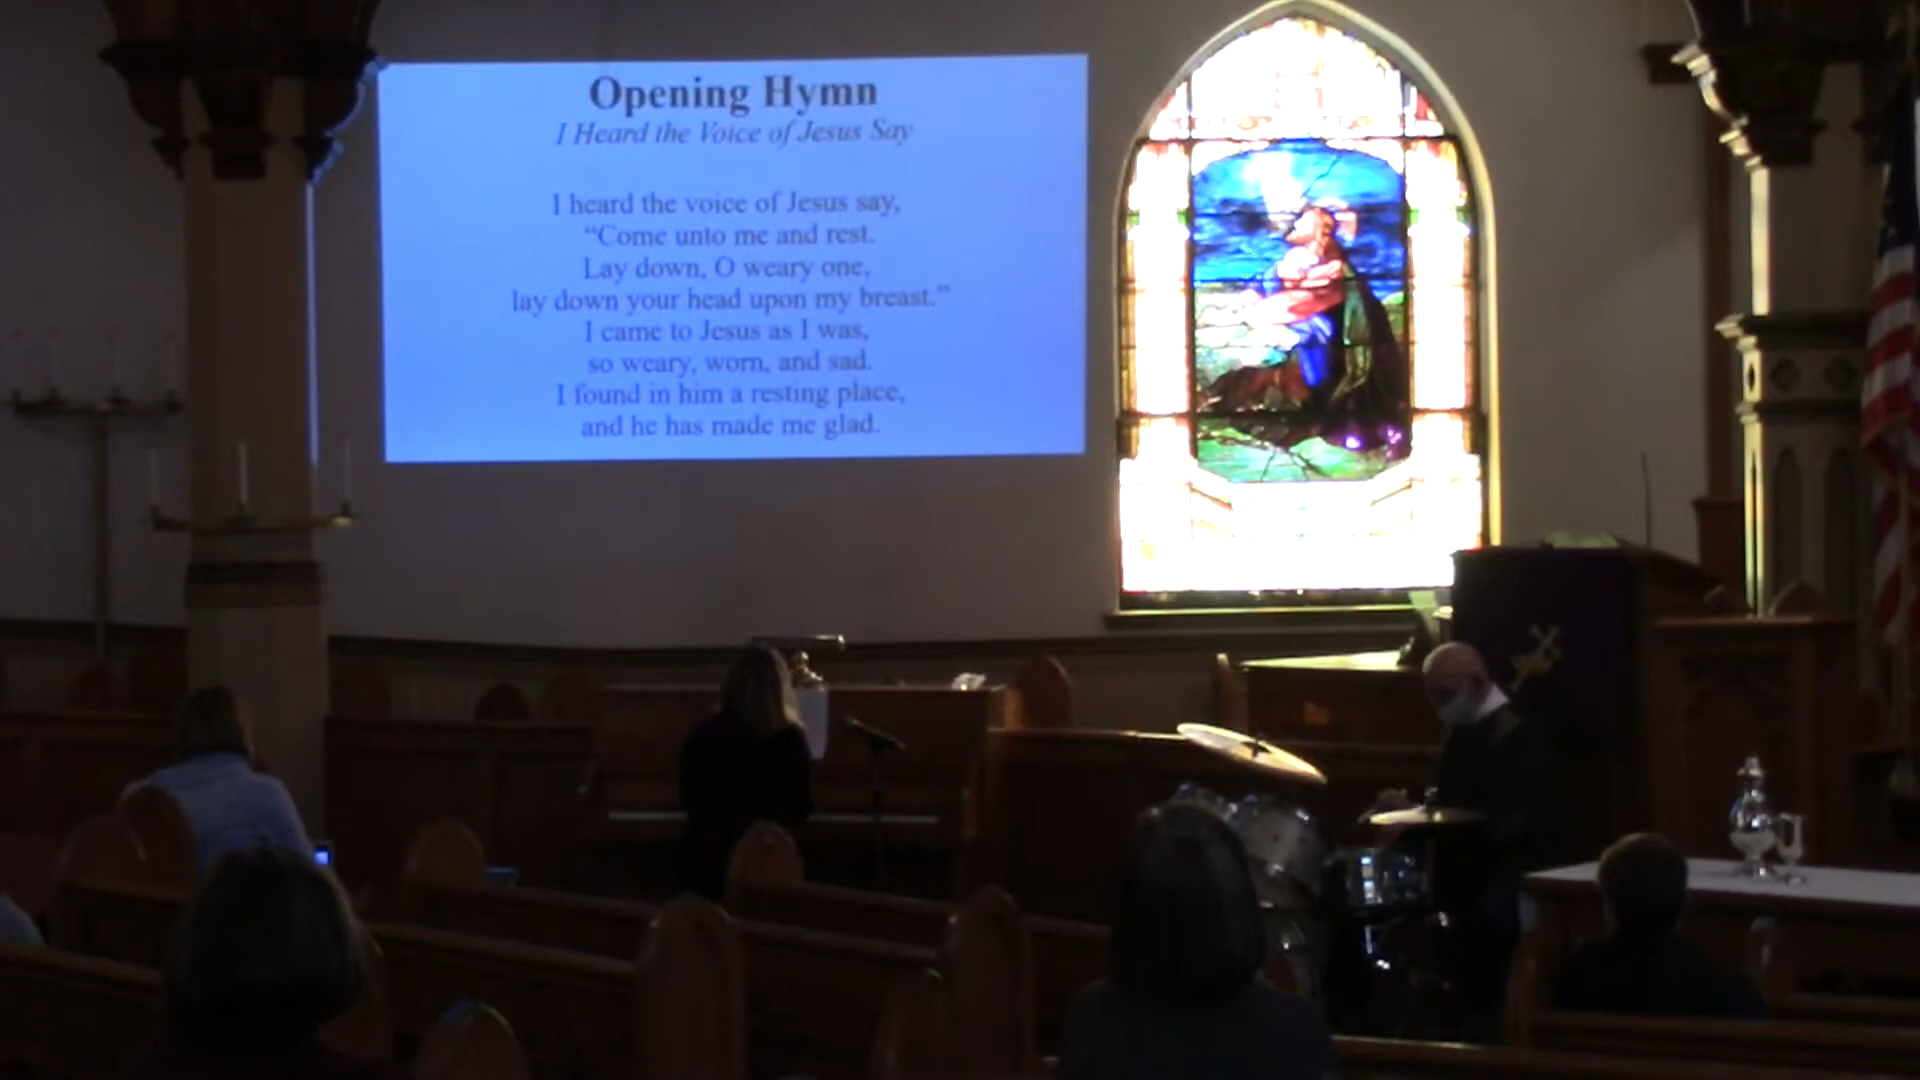 Opening Hymn
I Heard the Voice of Jesus Say
I heard the voice of Jesus say,
“Come unto me and rest.
Lay down, O weary one,
lay down your head upon my breast.”
I came to Jesus as I was,
so weary, worn, and sad.
I found in him a resting place,
and he has made me glad.